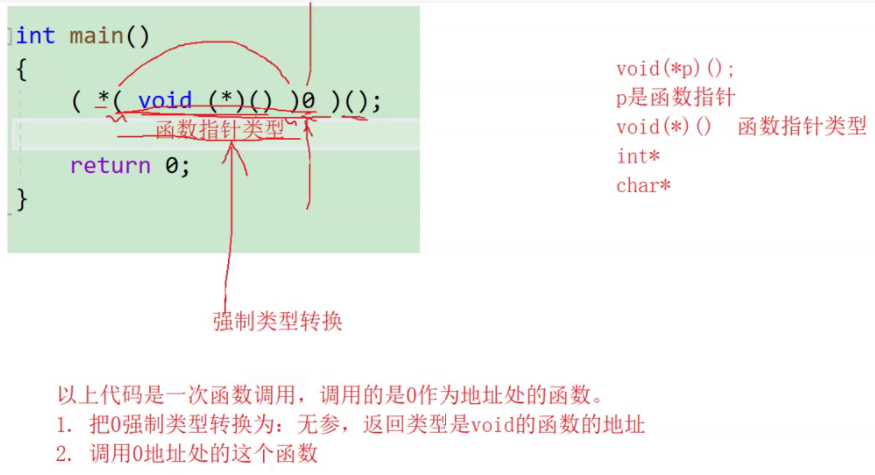 int main()
{
( *( void (*)() )0 )();
函数指针类型
return 0;
}
void(*p)();
p是函数指针
void(*)() 函数指针类型
int*
char*
强制类型转换
以上代码是一次函数调用，调用的是0作为地址处的函数。
1. 把0强制类型转换为：无参，返回类型是void的函数的地址
2. 调用0地址处的这个函数